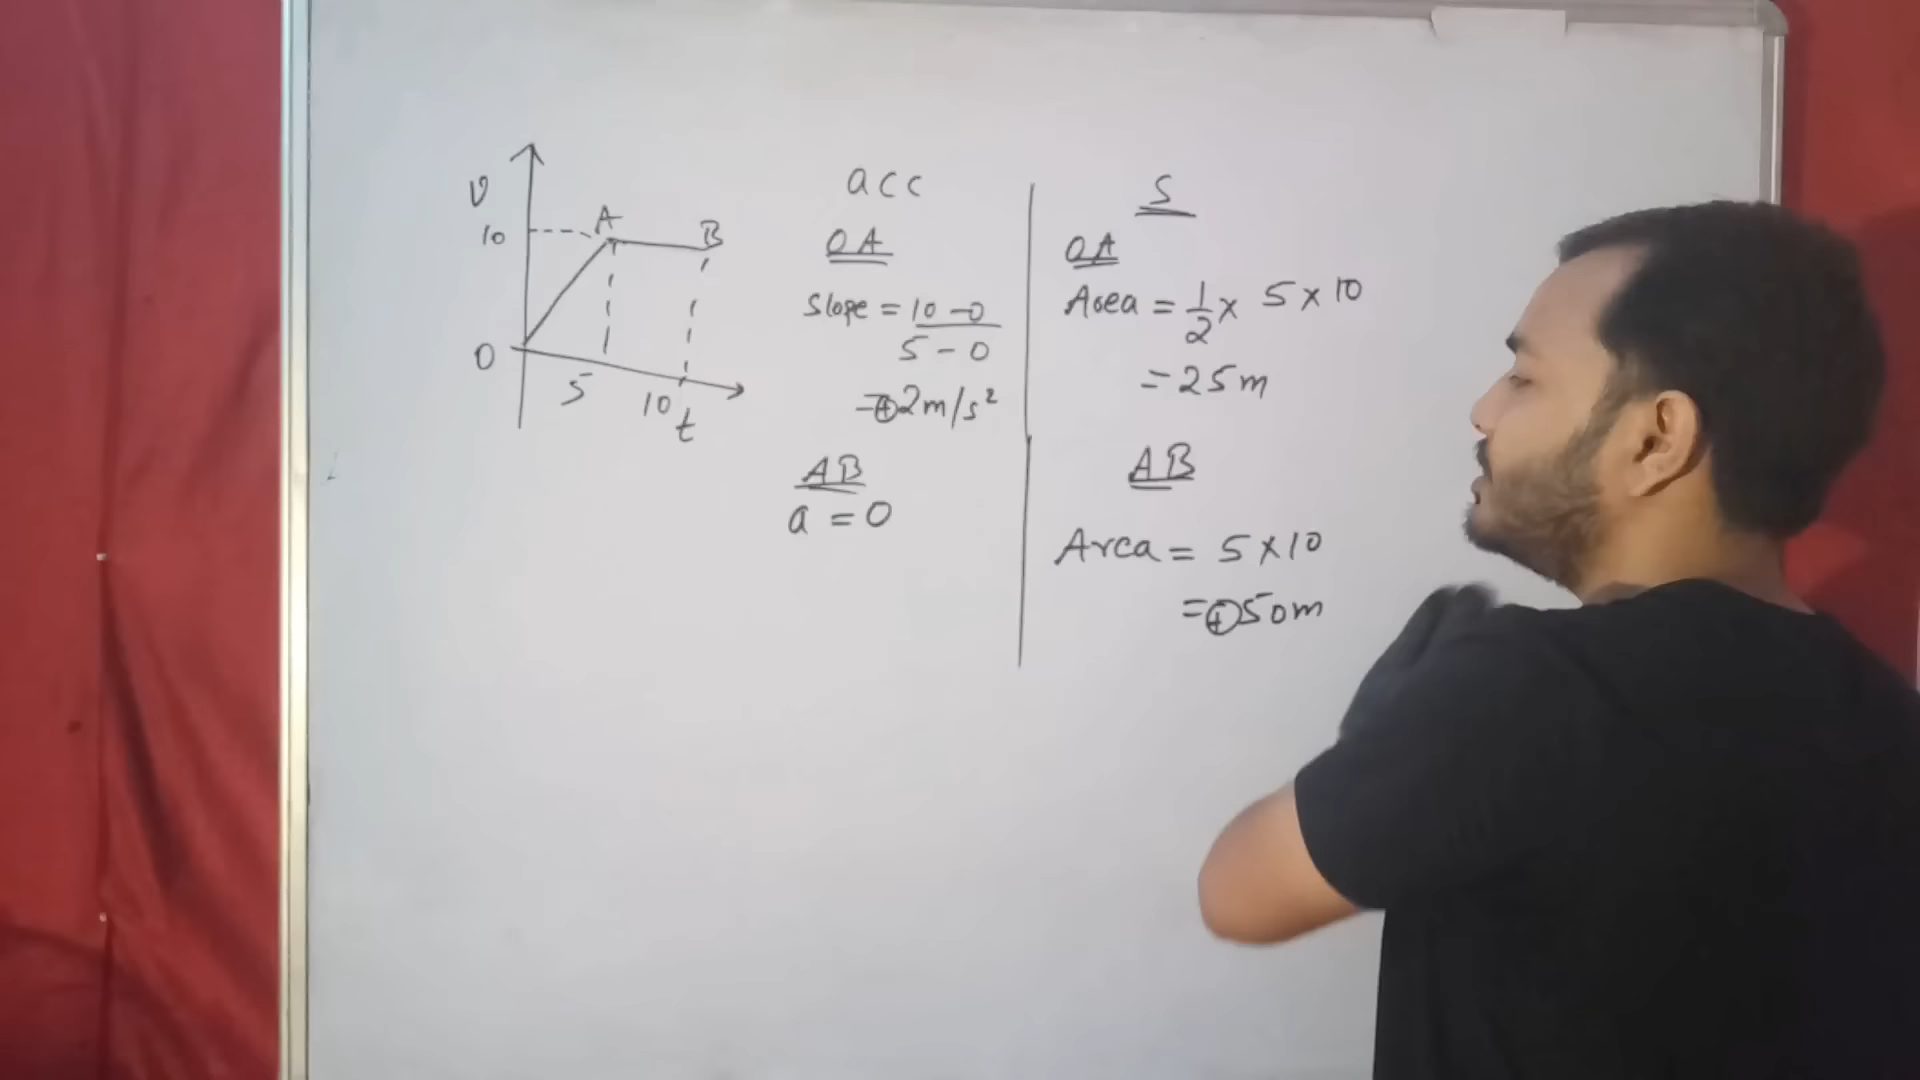 v
10
A
B
0
5
10
t
acc
OA
Slope = 10 - 0
5 - 0
= +2m/s²
AB
a = 0
S
OA
Area = 1/2 x 5 x 10
= 25m
AB
Area = 5 x 10
= +50m